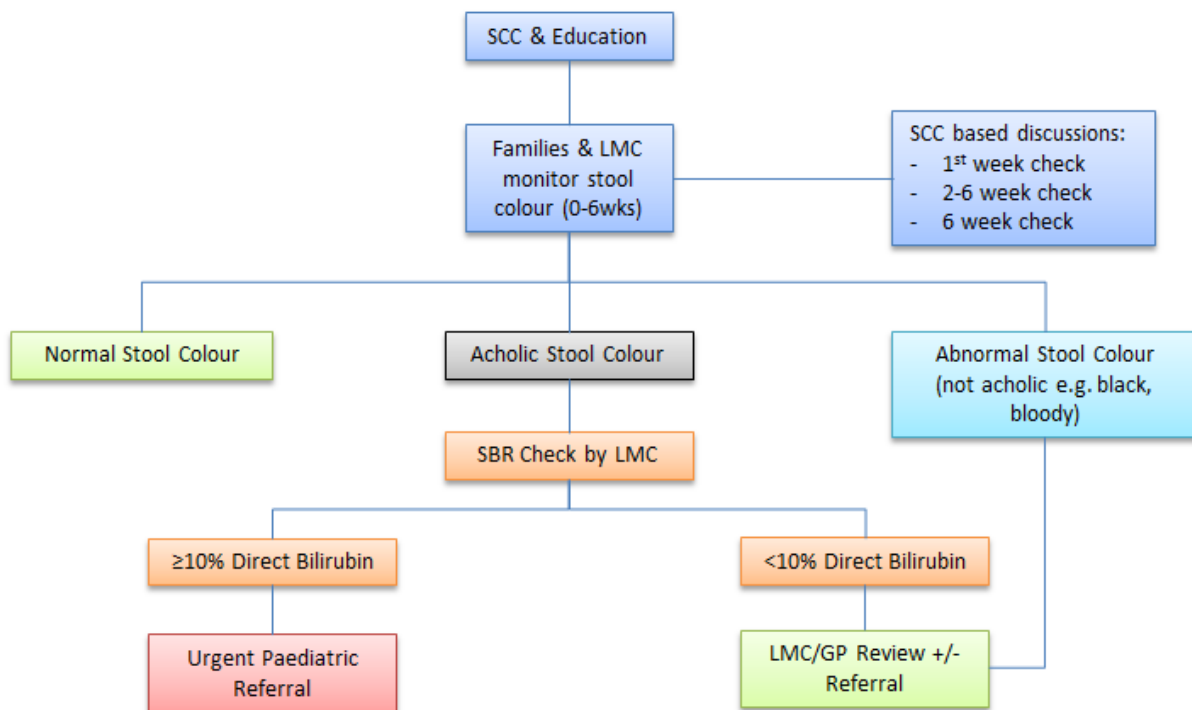 SCC & Education
Families & LMC
monitor stool
colour (0-6wks)
SCC based discussions:
- 1st week check
- 2-6 week check
- 6 week check
Normal Stool Colour
Acholic Stool Colour
Abnormal Stool Colour
(not acholic e.g. black,
bloody)
SBR Check by LMC
≥10% Direct Bilirubin
<10% Direct Bilirubin
Urgent Paediatric
Referral
LMC/GP Review +/-
Referral